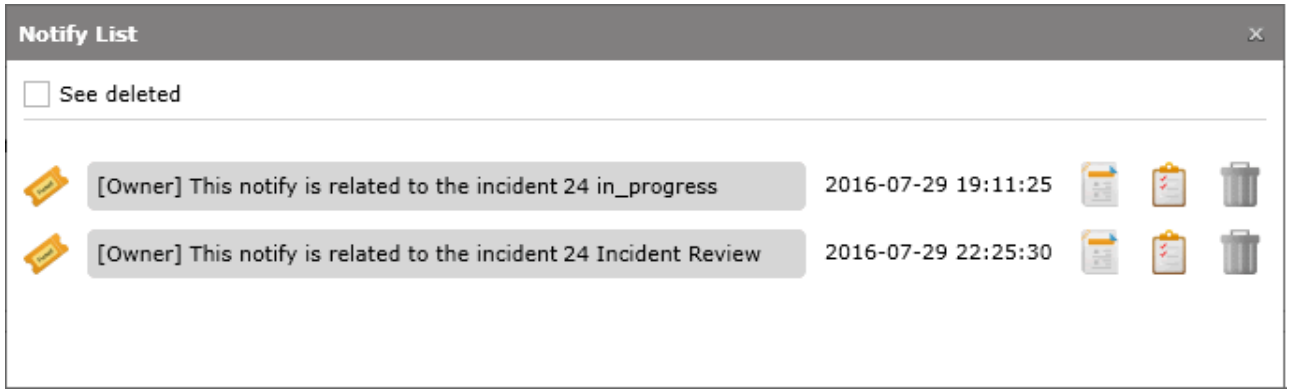 Notify List
See deleted
[Owner] This notify is related to the incident 24 in_progress 2016-07-29 19:11:25
[Owner] This notify is related to the incident 24 Incident Review 2016-07-29 22:25:30